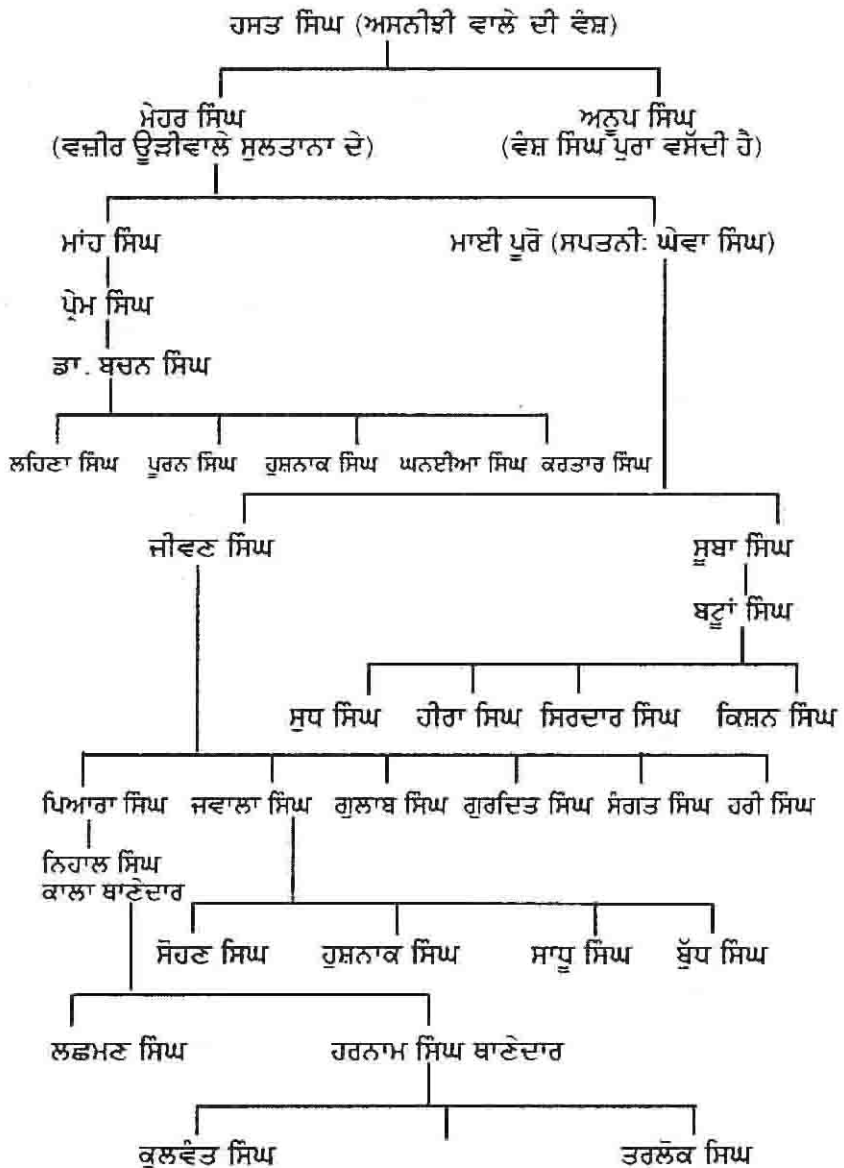 ਹਸਤ ਸਿੰਘ (ਅਸਨੀਝੀ ਵਾਲੇ ਦੀ ਵੰਸ਼)
ਮੇਹਰ ਸਿੰਘ ਅਨੂਪ ਸਿੰਘ
(ਵਜ਼ੀਰ ਊੜੀਵਾਲੇ ਸੁਲਤਾਨਾ ਦੇ) (ਵੰਸ਼ ਸਿੰਘ ਪੁਰਾ ਵਸੱਦੀ ਹੈ)
ਮਾਂਹ ਸਿੰਘ ਮਾਈ ਪੂਰੋ (ਸਪਤਨੀ: ਘੇਵਾ ਸਿੰਘ)
ਪ੍ਰੇਮ ਸਿੰਘ
ਡਾ. ਬਚਨ ਸਿੰਘ
ਲਹਿਣਾ ਸਿੰਘ ਪੂਰਨ ਸਿੰਘ ਹੁਸ਼ਨਾਕ ਸਿੰਘ ਘਨਈਆ ਸਿੰਘ ਕਰਤਾਰ ਸਿੰਘ
ਜੀਵਣ ਸਿੰਘ ਸੂਬਾ ਸਿੰਘ
ਬਟੂਾਂ ਸਿੰਘ
ਸੁਧ ਸਿੰਘ ਹੀਰਾ ਸਿੰਘ ਸਿਰਦਾਰ ਸਿੰਘ ਕਿਸ਼ਨ ਸਿੰਘ
ਪਿਆਰਾ ਸਿੰਘ ਜਵਾਲਾ ਸਿੰਘ ਗੁਲਾਬ ਸਿੰਘ ਗੁਰਦਿਤ ਸਿੰਘ ਸੰਗਤ ਸਿੰਘ ਹਰੀ ਸਿੰਘ
ਨਿਹਾਲ ਸਿੰਘ
ਕਾਲਾ ਥਾਣੇਦਾਰ
ਸੋਹਣ ਸਿੰਘ ਹੁਸ਼ਨਾਕ ਸਿੰਘ ਸਾਧੂ ਸਿੰਘ ਬੁੱਧ ਸਿੰਘ
ਲਛਮਣ ਸਿੰਘ ਹਰਨਾਮ ਸਿੰਘ ਥਾਣੇਦਾਰ
ਕੁਲਵੰਤ ਸਿੰਘ ਤਰਲੋਕ ਸਿੰਘ